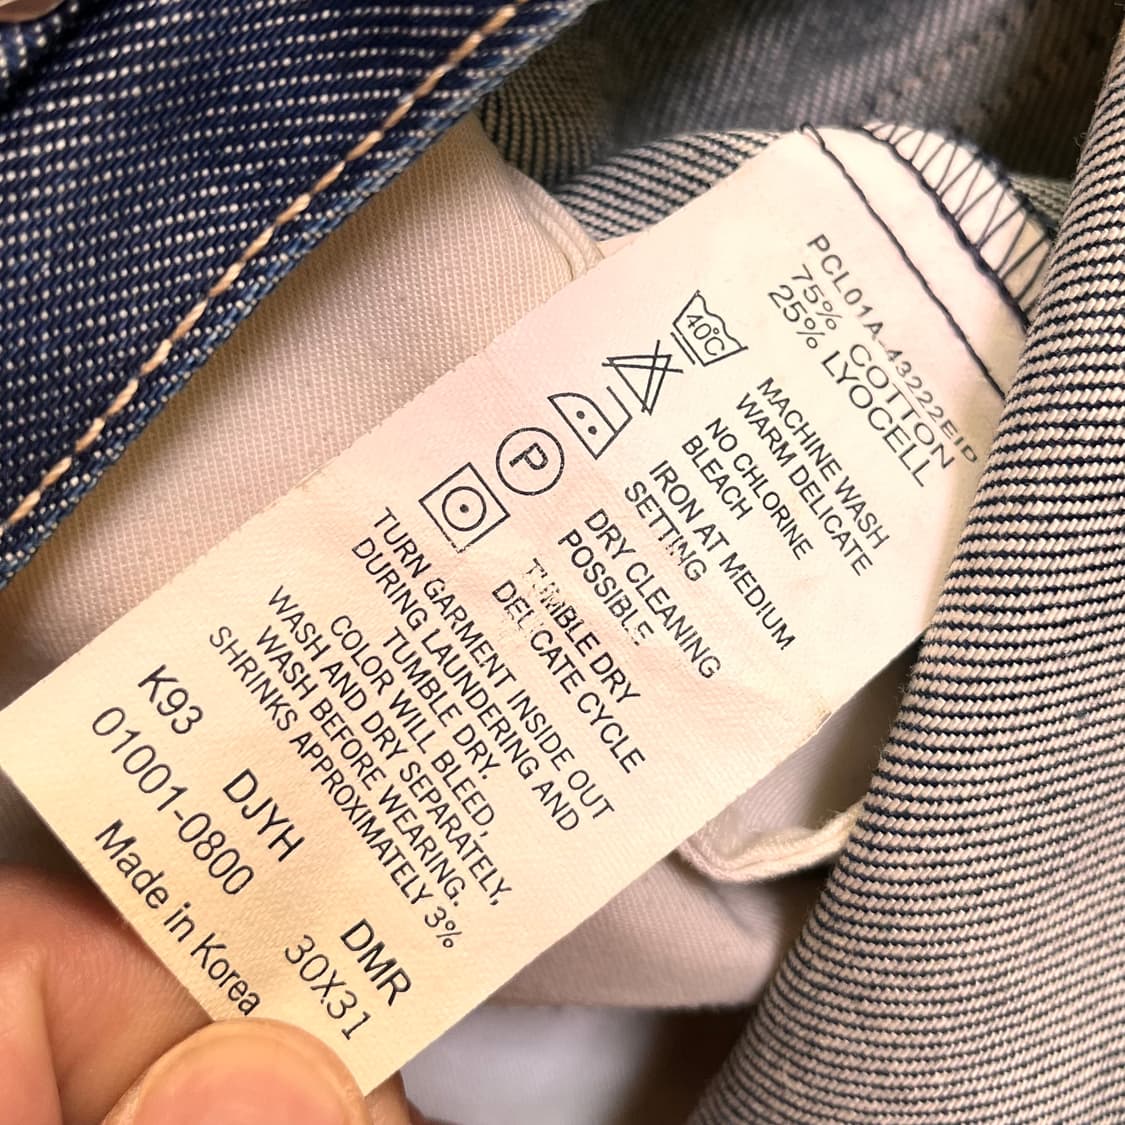 PCL01A-43222EID
75% COTTON
25% LYOCELL
40°C
MACHINE WASH
WARM DELICATE
NO CHLORINE
BLEACH
IRON AT MEDIUM
SETTING
P
DRY CLEANING
POSSIBLE
TUMBLE DRY
DELICATE CYCLE
TURN GARMENT INSIDE OUT
DURING LAUNDERING AND
TUMBLE DRY.
COLOR WILL BLEED,
WASH AND DRY SEPARATELY,
WASH BEFORE WEARING.
SHRINKS APPROXIMATELY 3%
K93 DJYH DMR
01001-0800 30X31
Made in Korea